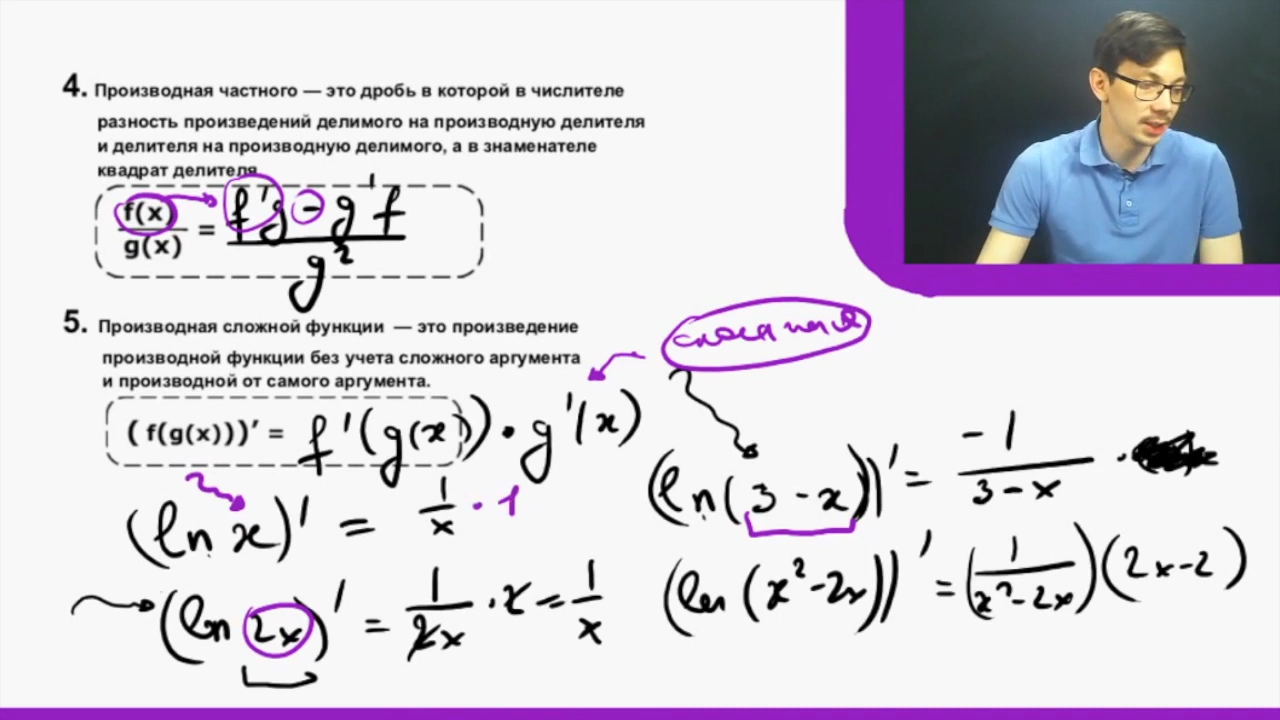 4. Производная частного — это дробь в которой в числителе
разность произведений делимого на производную делителя
и делителя на производную делимого, а в знаменателе
квадрат делителя
f(x)/g(x) = (f'g - g'f)/g²
5. Производная сложной функции — это произведение
производной функции без учета сложного аргумента
и производной от самого аргумента.
(f(g(x)))' = f'(g(x)) · g'(x)
(ln x)' = 1/x · 1
(ln 2x)' = 1/2x · 2 = 1/x
(ln(3 - x))' = -1/(3 - x) ·
(ln(x² - 2x))' = (1/(x² - 2x))(2x - 2)